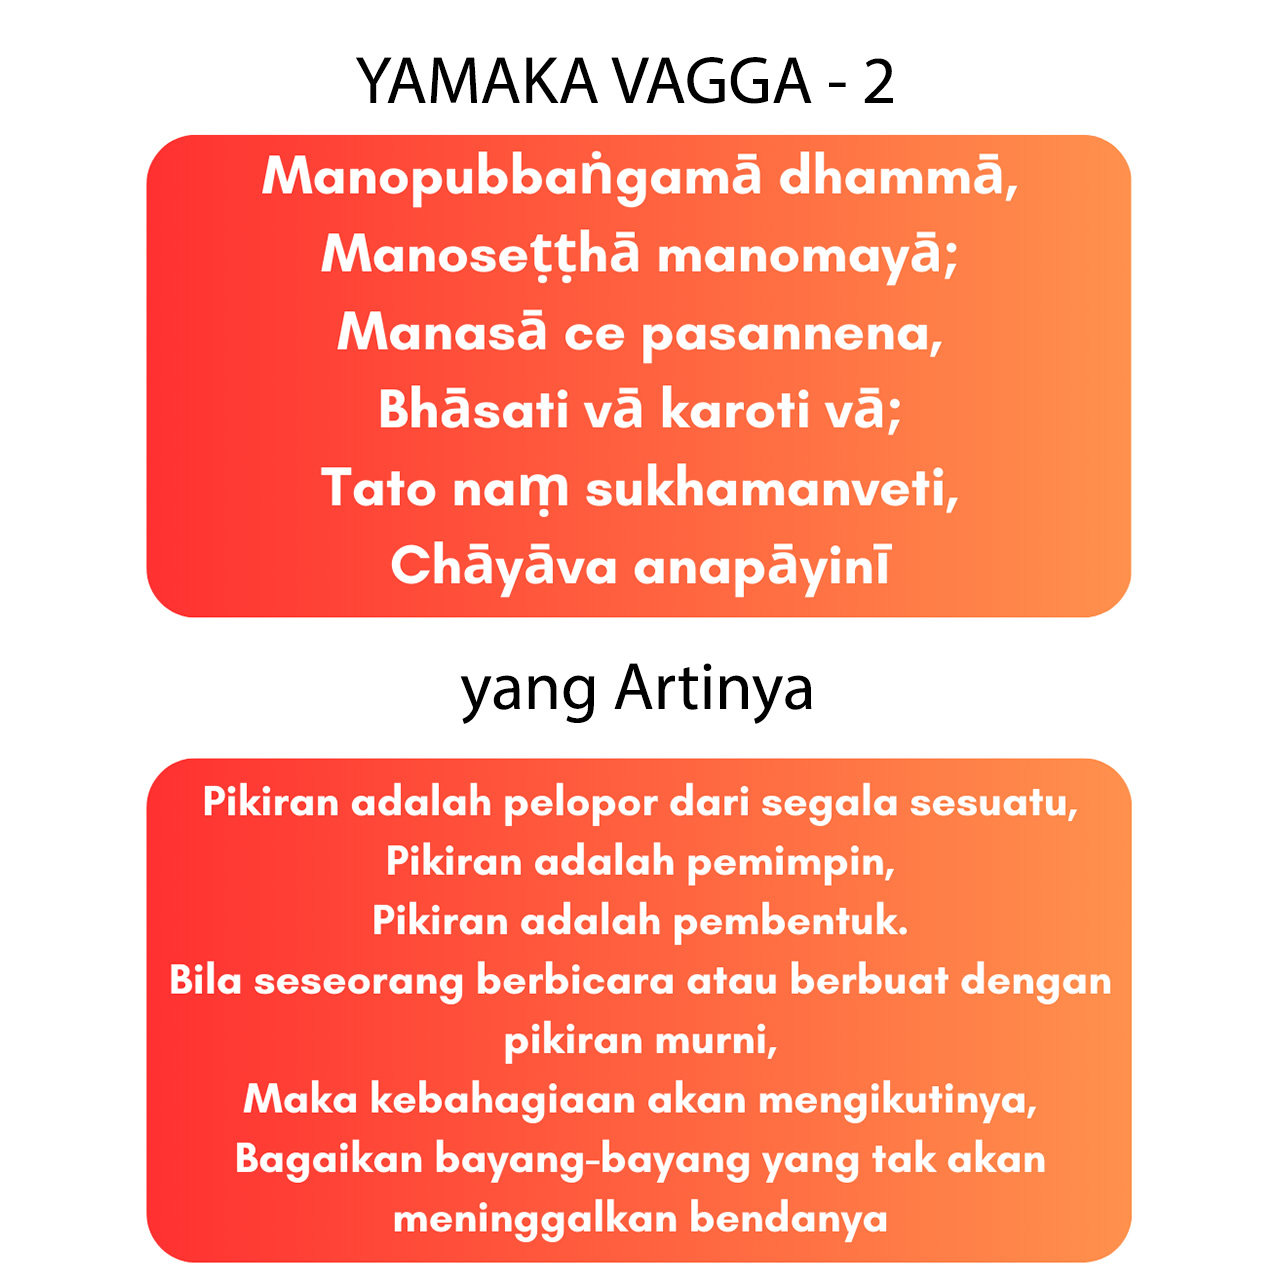 YAMAKA VAGGA - 2
Manopubbaṅgamā dhammā,
Manoseṭṭhā manomayā;
Manasā ce pasannena,
Bhāsati vā karoti vā;
Tato naṃ sukhamanveti,
Chāyāva anapāyinī
yang Artinya
Pikiran adalah pelopor dari segala sesuatu,
Pikiran adalah pemimpin,
Pikiran adalah pembentuk.
Bila seseorang berbicara atau berbuat dengan
pikiran murni,
Maka kebahagiaan akan mengikutinya,
Bagaikan bayang-bayang yang tak akan
meninggalkan bendanya